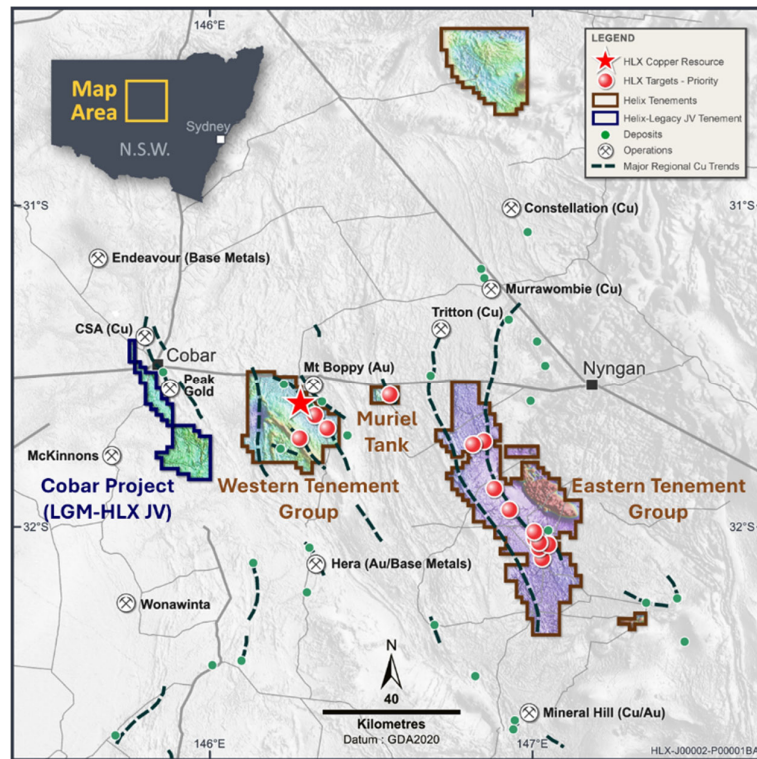 146°E
Map
Area
Sydney
N.S.W.
LEGEND
HLX Copper Resource
HLX Targets - Priority
Helix Tenements
Helix-Legacy JV Tenement
Deposits
Operations
Major Regional Cu Trends
31°S
31°S
Constellation (Cu)
Endeavour (Base Metals)
Murrawombie (Cu)
Tritton (Cu)
CSA (Cu)
Cobar
Mt Boppy (Au)
Nyngan
Peak
Gold
Muriel
Tank
McKinnons
Cobar Project
(LGM-HLX JV)
Western Tenement
Group
Eastern Tenement
Group
32°S
32°S
Hera (Au/Base Metals)
Wonawinta
N
40
Kilometres
Datum : GDA2020
Mineral Hill (Cu/Au)
146°E
147°E
HLX-J00002-P00001BA